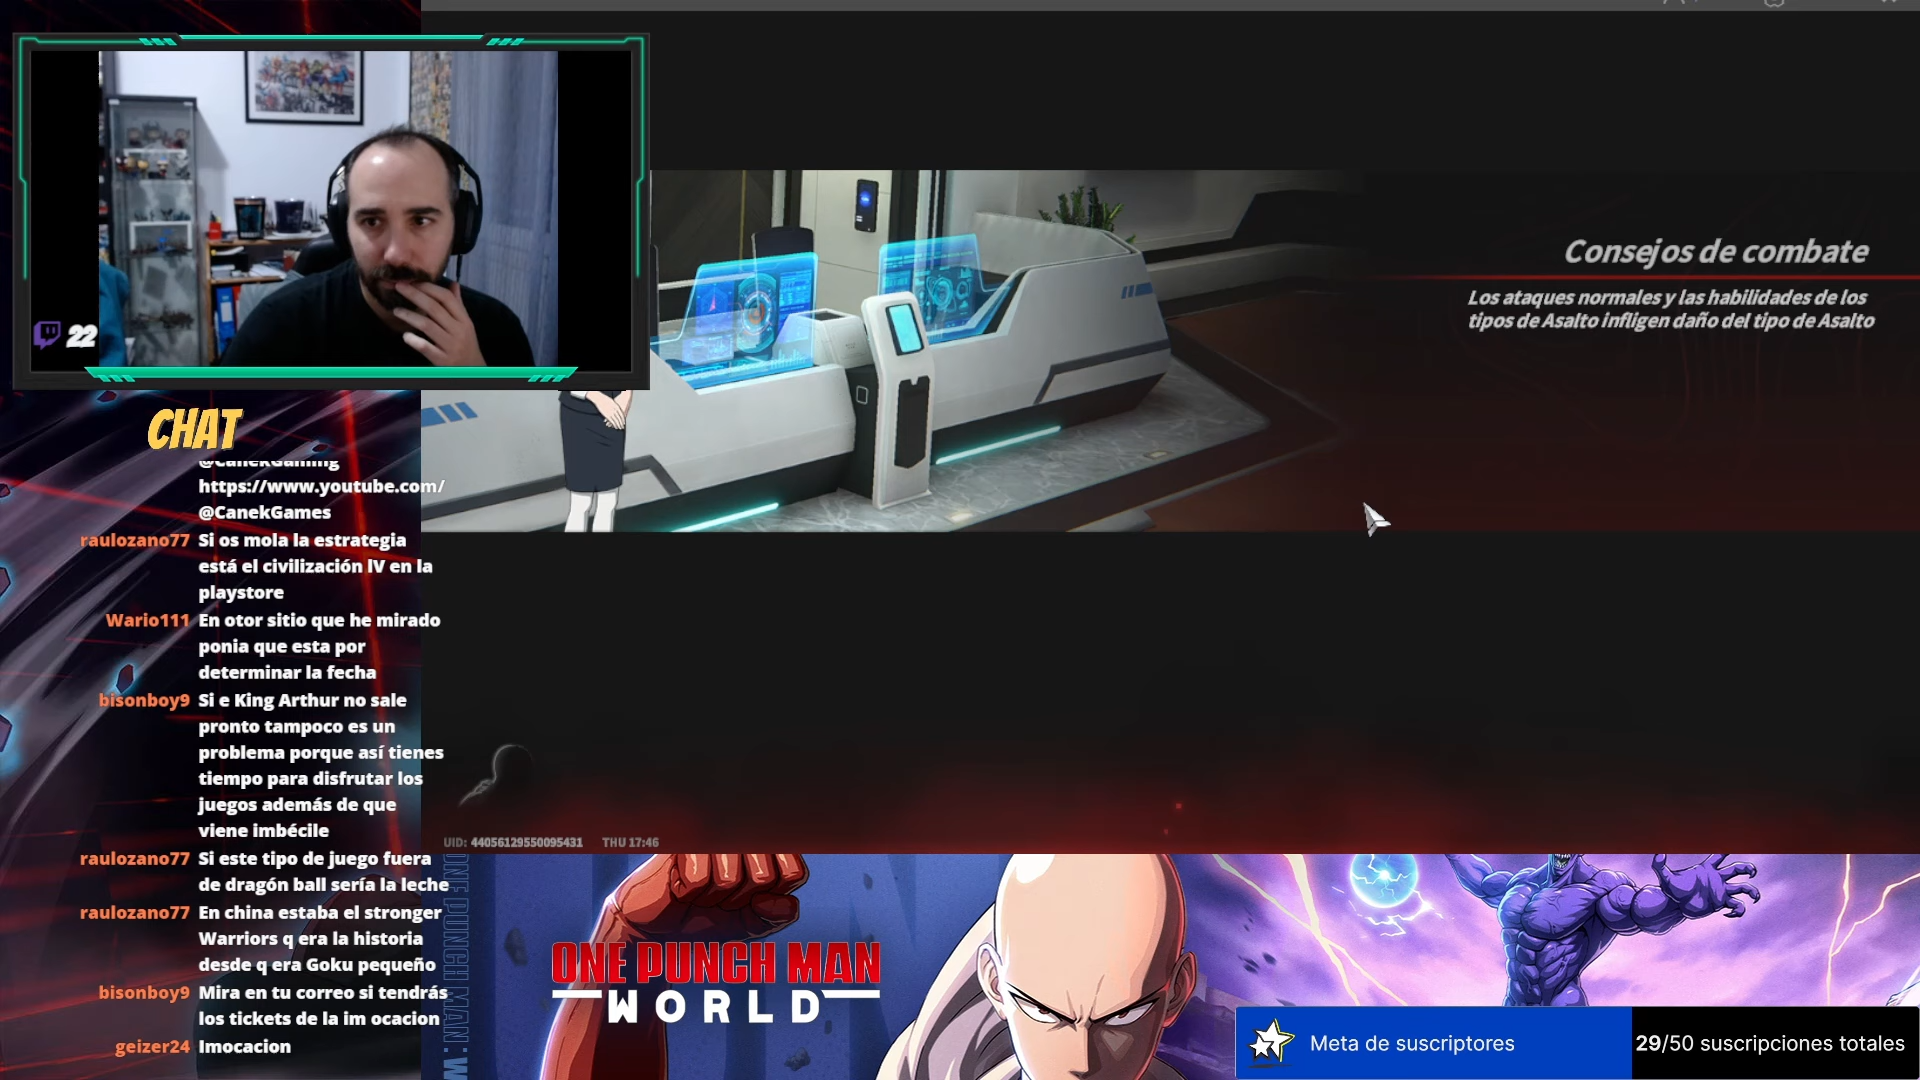 22
Consejos de combate
Los ataques normales y las habilidades de los
tipos de Asalto infligen daño del tipo de Asalto
CHAT
@CanekGaming
https://www.youtube.com/
@CanekGames
raulozano77 Si os mola la estrategia
está el civilización IV en la
playstore
Wario111 En otor sitio que he mirado
ponia que esta por
determinar la fecha
bisonboy9 Si e King Arthur no sale
pronto tampoco es un
problema porque así tienes
tiempo para disfrutar los
juegos además de que
viene imbécile
raulozano77 Si este tipo de juego fuera
de dragón ball sería la leche
raulozano77 En china estaba el stronger
Warriors q era la historia
desde q era Goku pequeño
bisonboy9 Mira en tu correo si tendrás
los tickets de la im ocacion
geizer24 Imocacion
UID: 44056129550095431 THU 17:46
ONE PUNCH MAN : W
ONE PUNCH MAN
WORLD
Meta de suscriptores
29/50 suscripciones totales